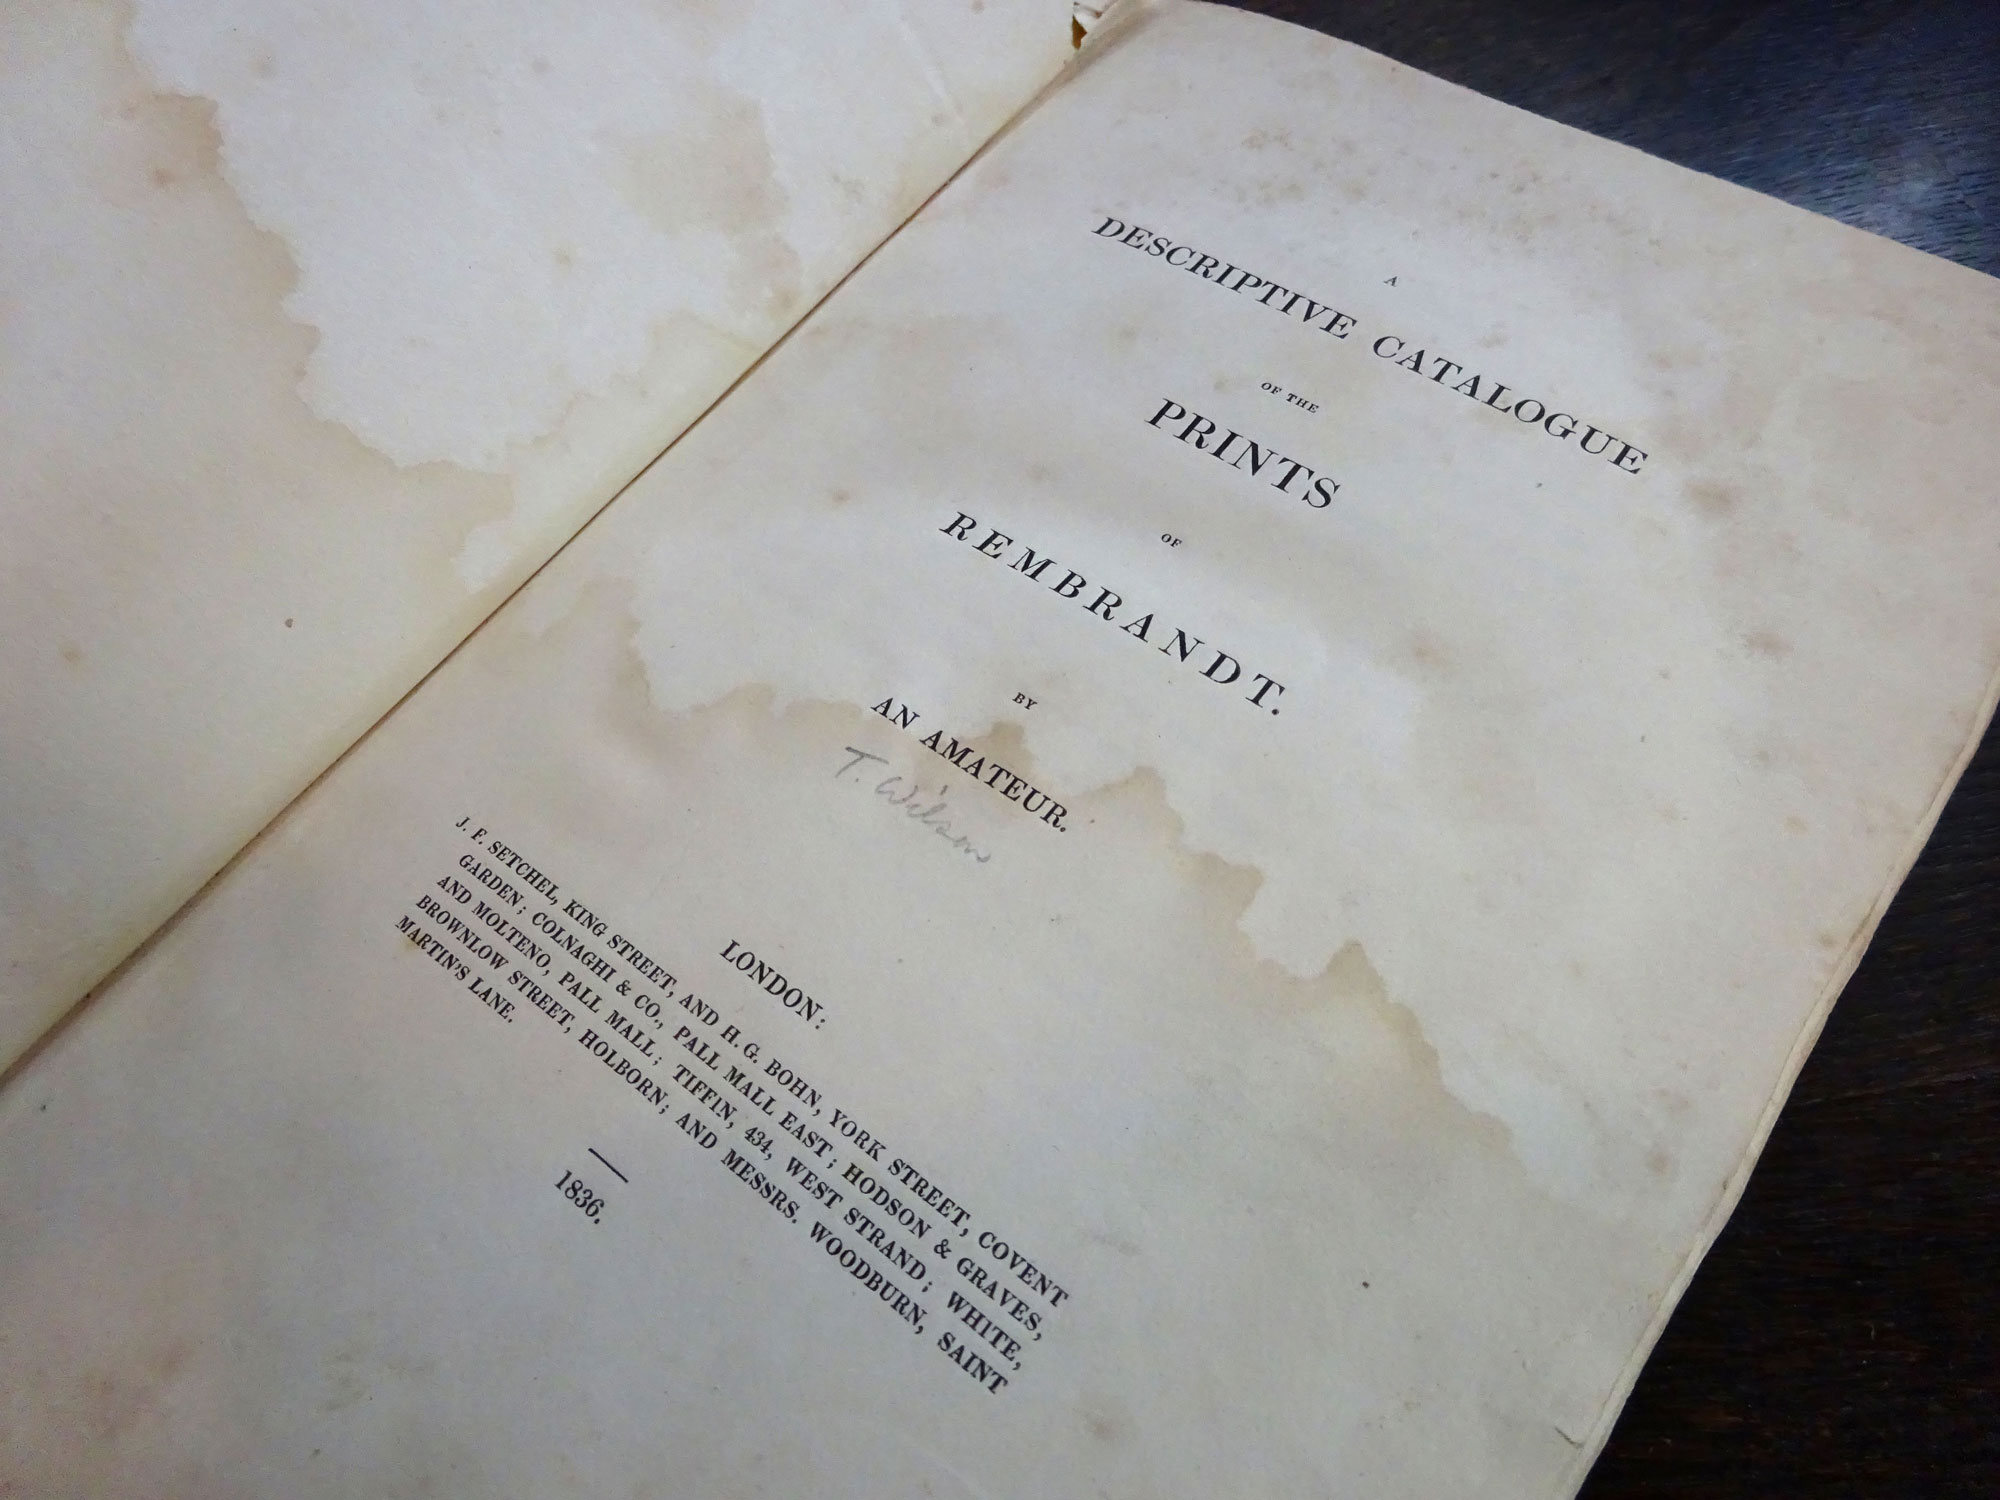 A
DESCRIPTIVE CATALOGUE
OF THE
PRINTS
OF
REMBRANDT.
BY
AN AMATEUR.
T. Wilson
LONDON:
J. F. SETCHEL, KING STREET, AND H. G. BOHN, YORK STREET, COVENT
GARDEN; COLNAGHI & CO., PALL MALL EAST; HODSON & GRAVES,
AND MOLTENO, PALL MALL; TIFFIN, 434, WEST STRAND; WHITE,
BROWNLOW STREET, HOLBORN; AND MESSRS. WOODBURN, SAINT
MARTIN'S LANE.
1836.